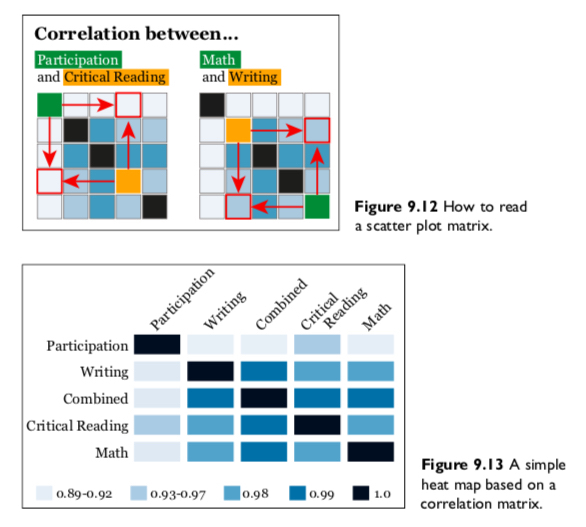 Correlation between...
Participation
and Critical Reading
Math
and Writing
Figure 9.12 How to read
a scatter plot matrix.
Participation
Writing
Combined
Critical
Reading
Math
Participation
Writing
Combined
Critical Reading
Math
0.89-0.92
0.93-0.97
0.98
0.99
1.0
Figure 9.13 A simple
heat map based on a
correlation matrix.